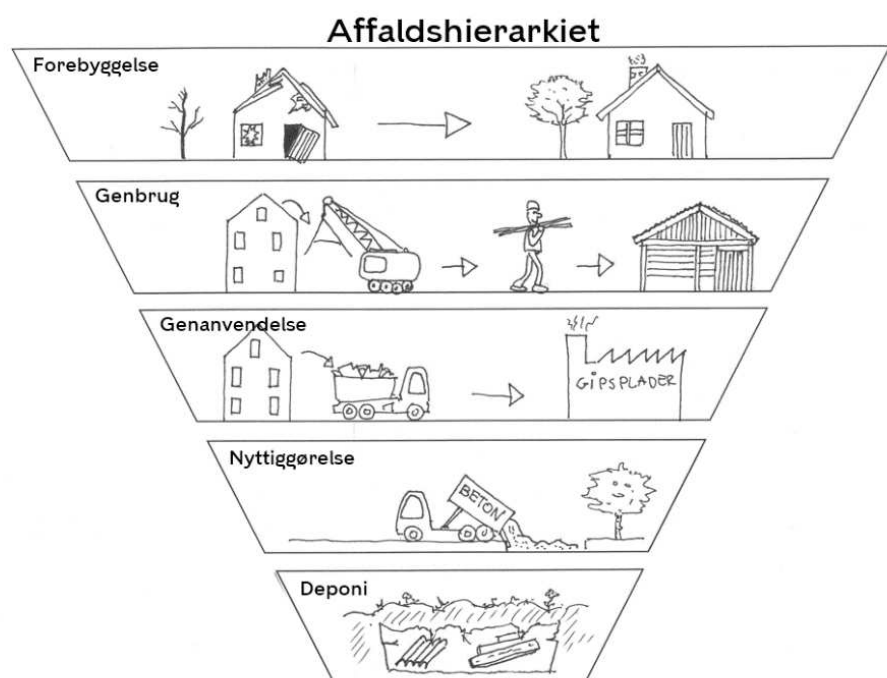 Affaldshierarkiet
Forebyggelse
Genbrug
Genanvendelse
GIPSPLADER
Nyttiggørelse
BETON
Deponi